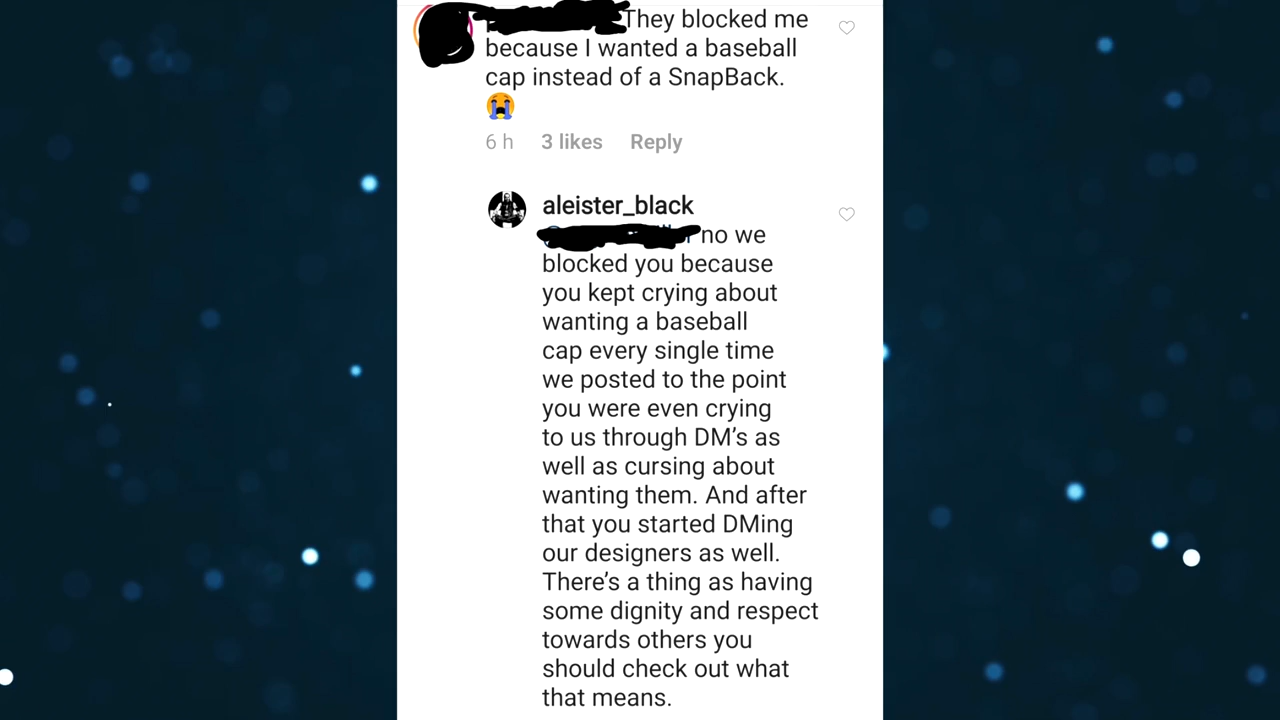 They blocked me
because I wanted a baseball
cap instead of a SnapBack.
😭
6 h 3 likes Reply
aleister_black
no we
blocked you because
you kept crying about
wanting a baseball
cap every single time
we posted to the point
you were even crying
to us through DM’s as
well as cursing about
wanting them. And after
that you started DMing
our designers as well.
There’s a thing as having
some dignity and respect
towards others you
should check out what
that means.